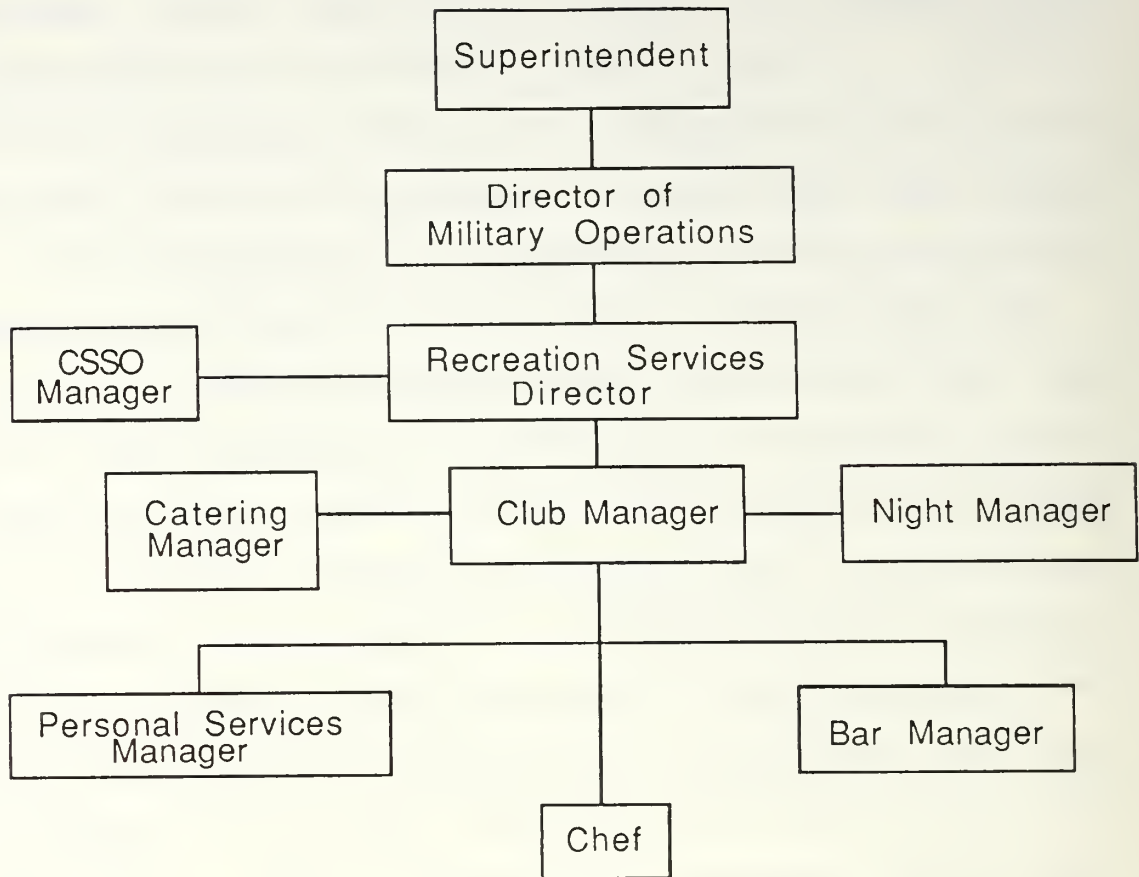 Superintendent
Director of
Military Operations
CSSO
Manager
Recreation Services
Director
Catering
Manager
Club Manager
Night Manager
Personal Services
Manager
Bar Manager
Chef